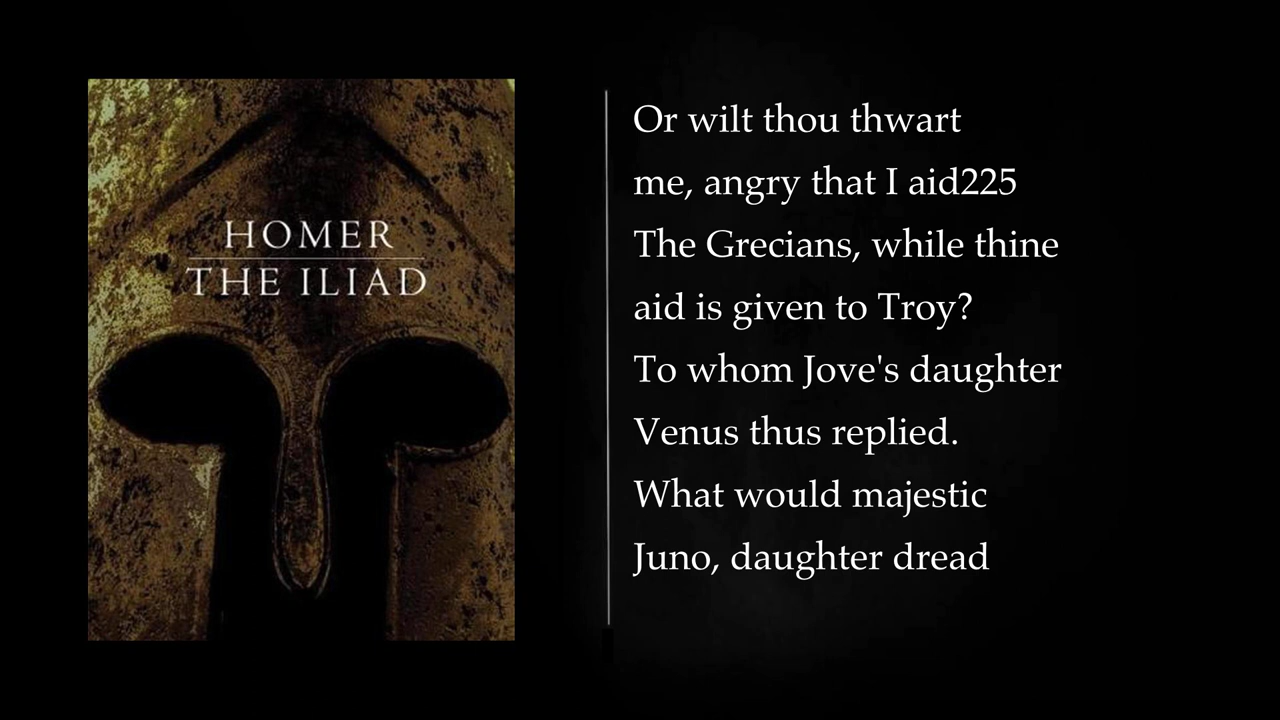 HOMER
THE ILIAD
Or wilt thou thwart
me, angry that I aid225
The Grecians, while thine
aid is given to Troy?
To whom Jove's daughter
Venus thus replied.
What would majestic
Juno, daughter dread